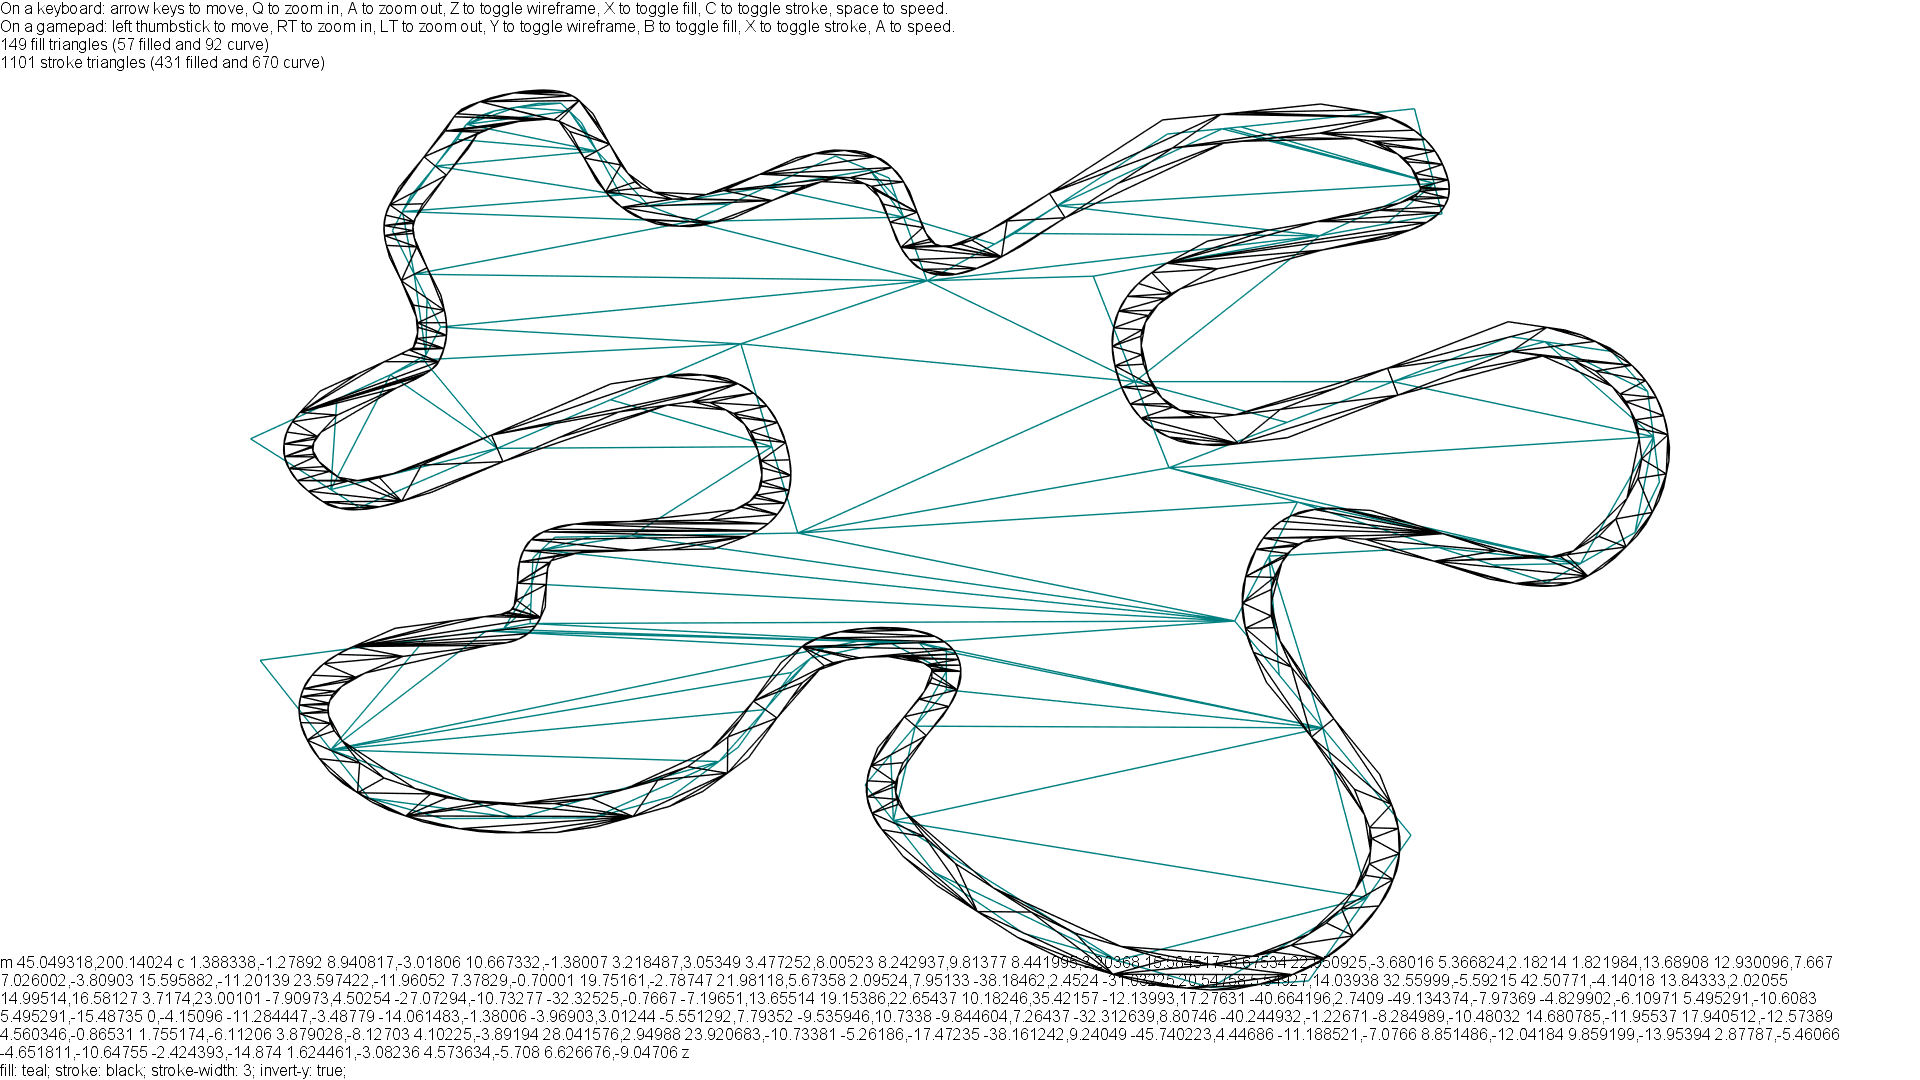 On a keyboard: arrow keys to move, Q to zoom in, A to zoom out, Z to toggle wireframe, X to toggle fill, C to toggle stroke, space to speed.
On a gamepad: left thumbstick to move, RT to zoom in, LT to zoom out, Y to toggle wireframe, B to toggle fill, X to toggle stroke, A to speed.
149 fill triangles (57 filled and 92 curve)
1101 stroke triangles (431 filled and 670 curve)
m 45.049318,200.14024 c 1.388338,-1.27892 8.940817,-3.01806 10.667332,-1.38007 3.218487,3.05349 3.477252,8.00523 8.242937,9.81377 5.366824,2.18214 1.821984,13.68908 12.930096,7.667
7.026002,-3.80903 15.595882,-11.20139 23.597422,-11.96052 7.37829,-0.70001 19.75161,-2.78747 21.98118,5.67358 2.09524,7.95133 -38.18462,2.4524 32.55999,-5.59215 42.50771,-4.14018 13.84333,2.02055
14.99514,16.58127 3.7174,23.00101 -7.90973,4.50254 -27.07294,-10.73277 -32.32525,-0.7667 -7.19651,13.65514 19.15386,22.65437 10.18246,35.42157 -12.13993,17.27631 -40.664196,2.7409 -49.134374,-7.97369 -4.829902,-6.10971 5.495291,-10.6083
5.495291,-15.48735 0,-4.15096 -11.284447,-3.48779 -14.061483,-1.38006 -3.96903,3.01244 -5.551292,7.79352 -9.535946,10.7338 -9.844604,7.26437 -32.312639,8.80746 -40.244932,-1.22671 -8.284989,-10.48032 14.680785,-11.95537 17.940512,-12.57389
4.560346,-0.86531 1.755174,-6.11206 3.879028,-8.12703 4.10225,-3.89194 28.041576,2.94988 23.920683,-10.73381 -5.26186,-17.47235 -38.161242,9.24049 -45.740223,4.44686 -11.188521,-7.0766 8.851486,-12.04184 9.859199,-13.95394 2.87787,-5.46066
-4.651811,-10.64755 -2.424393,-14.874 1.624461,-3.08236 4.573634,-5.708 6.626676,-9.04706 z
fill: teal; stroke: black; stroke-width: 3; invert-y: true;